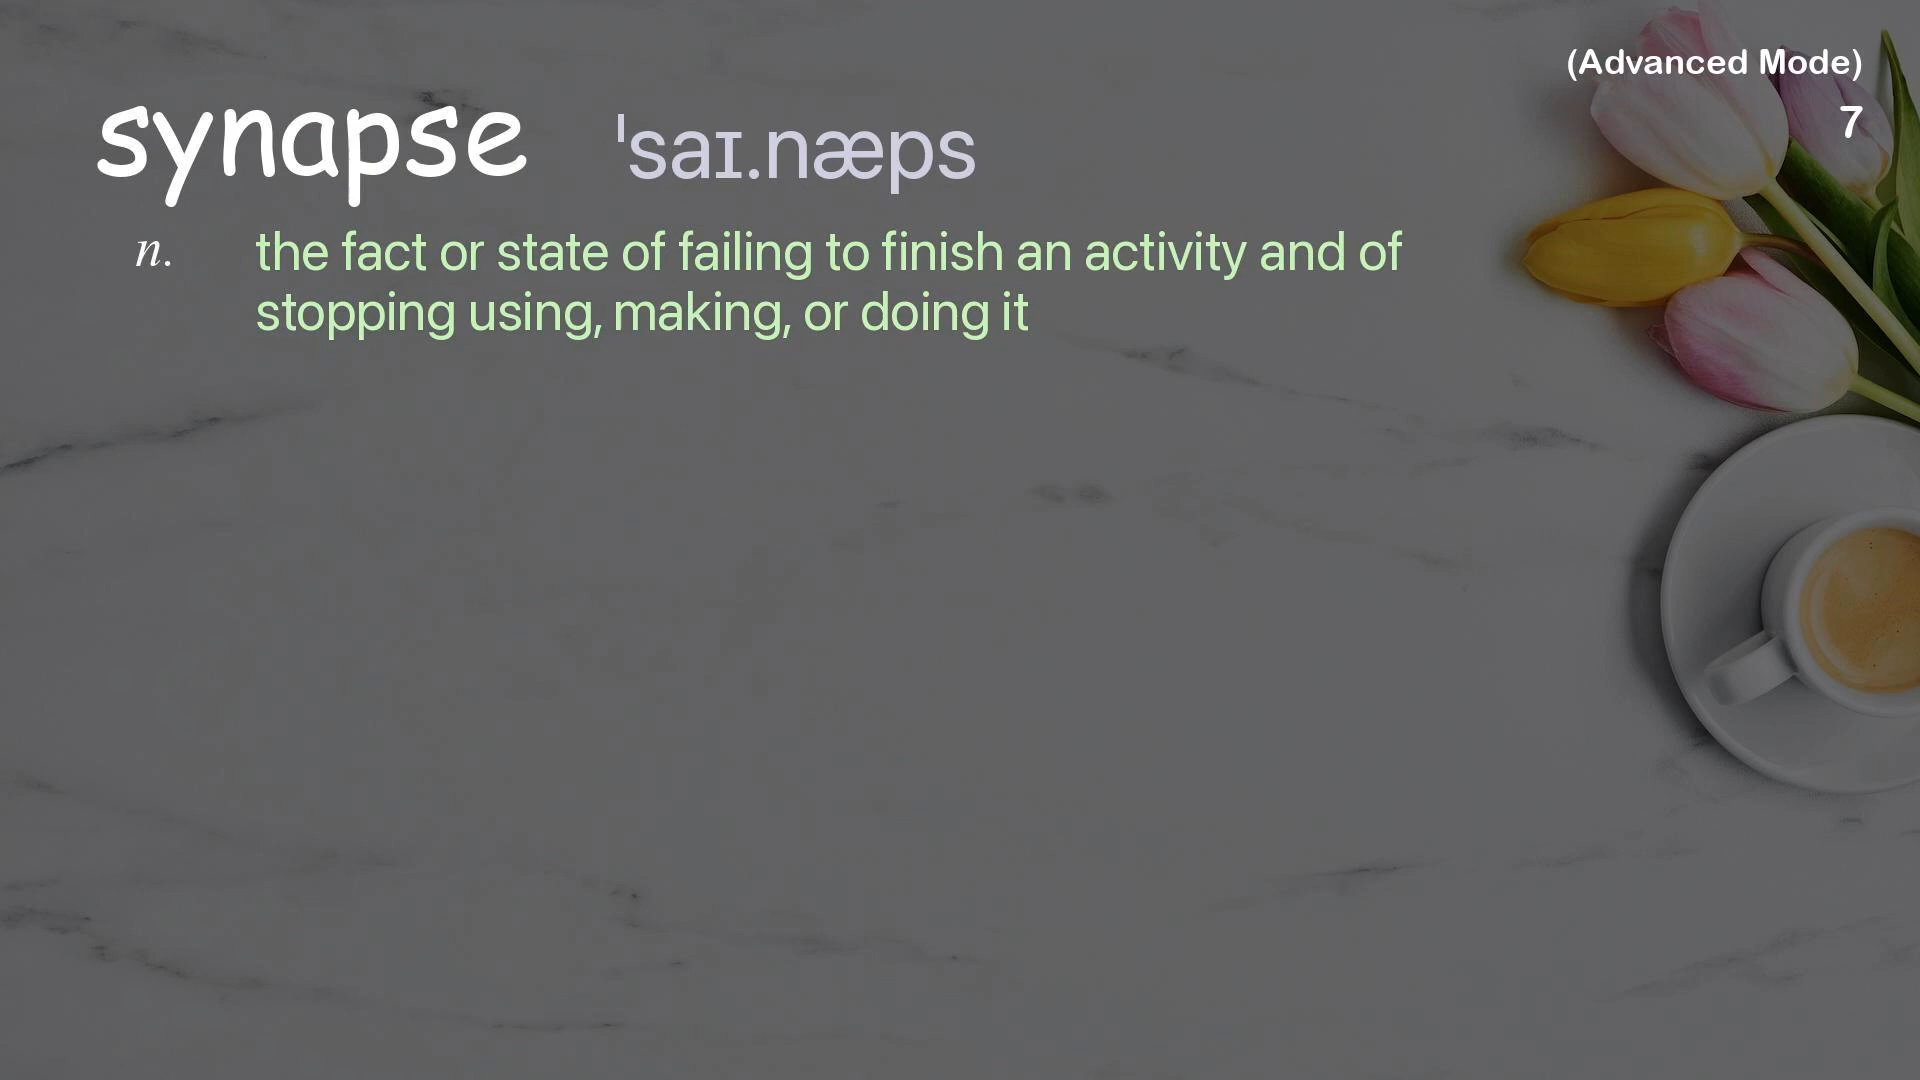 (Advanced Mode)
synapse ˈsaɪ.næps
7
n. the fact or state of failing to finish an activity and of
stopping using, making, or doing it